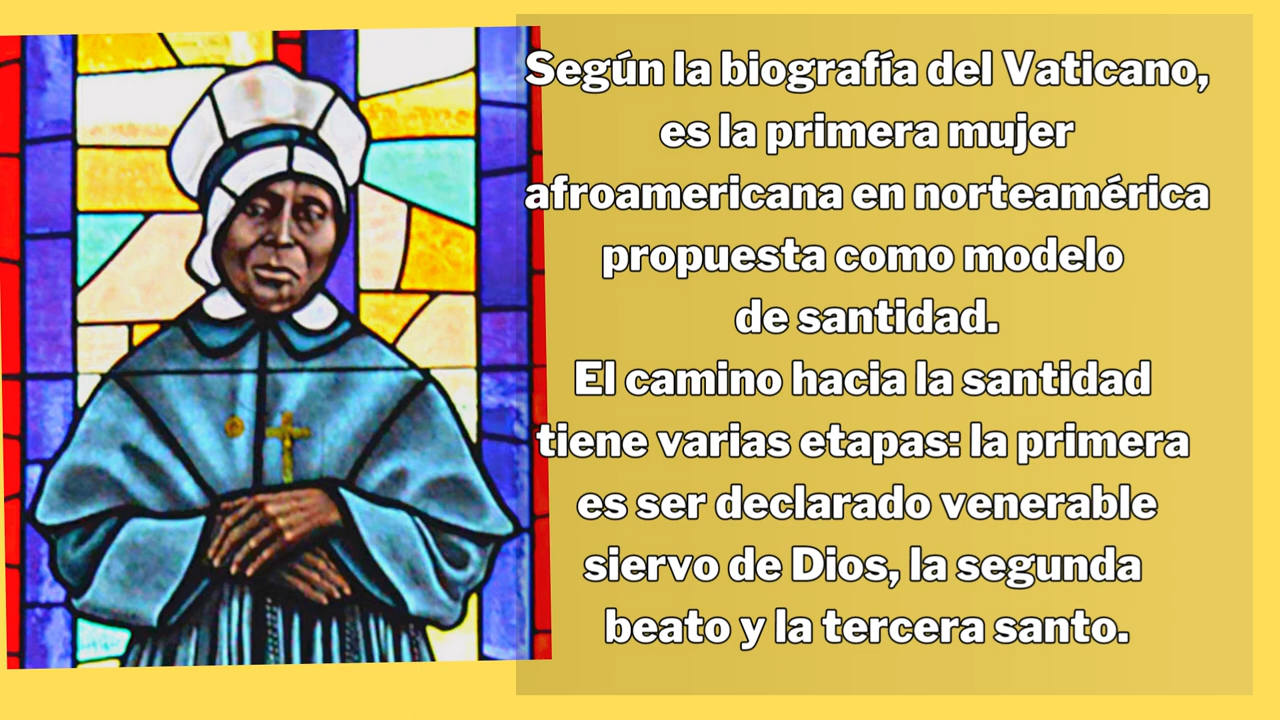 Según la biografía del Vaticano,
es la primera mujer
afroamericana en norteamérica
propuesta como modelo
de santidad.
El camino hacia la santidad
tiene varias etapas: la primera
es ser declarado venerable
siervo de Dios, la segunda
beato y la tercera santo.